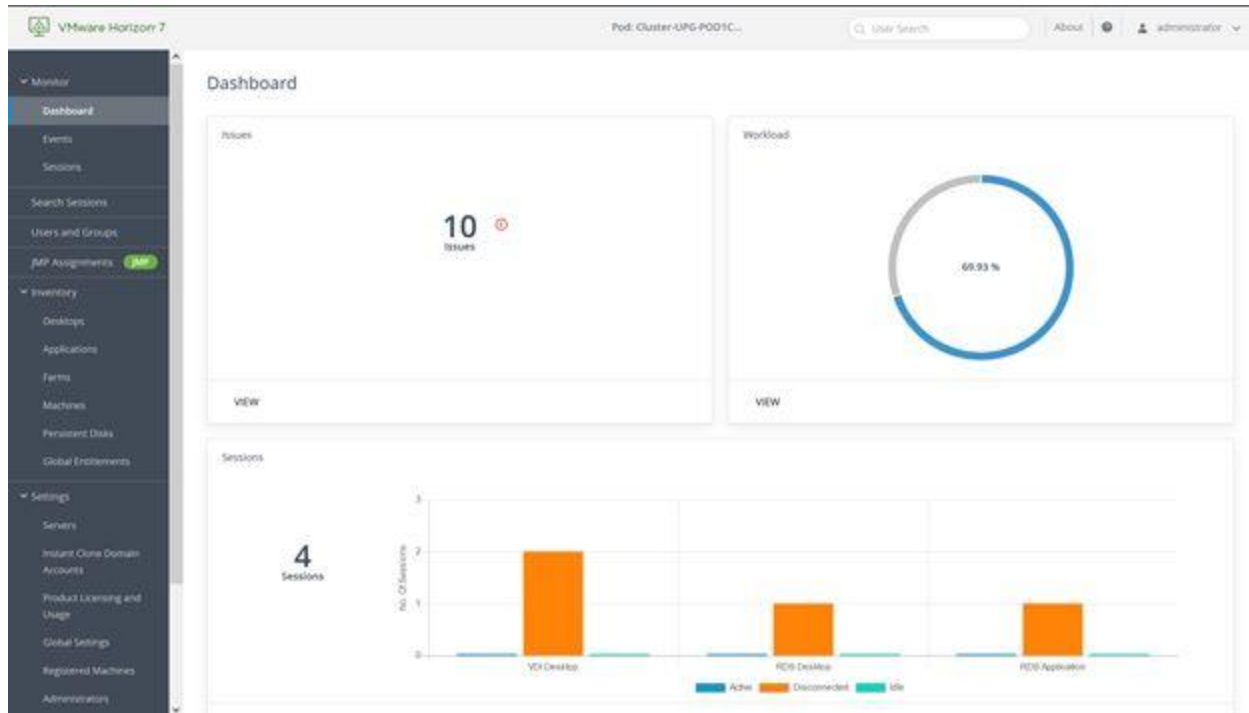 VMware Horizon 7
Pod: Cluster-UPG-POD1C...
User Search
About
administrator
Monitor
Dashboard
Events
Sessions
Search Sessions
Users and Groups
JMP Assignments JMP
Inventory
Desktops
Applications
Farms
Machines
Persistent Disks
Global Entitlements
Settings
Servers
Instant Clone Domain
Accounts
Product Licensing and
Usage
Global Settings
Registered Machines
Administrators
Dashboard
Issues
10
Issues
VIEW
Workload
69.93 %
VIEW
Sessions
4
Sessions
No. Of Sessions
3
2
1
0
VDI Desktop
RDS Desktop
RDS Application
Active
Disconnected
Idle